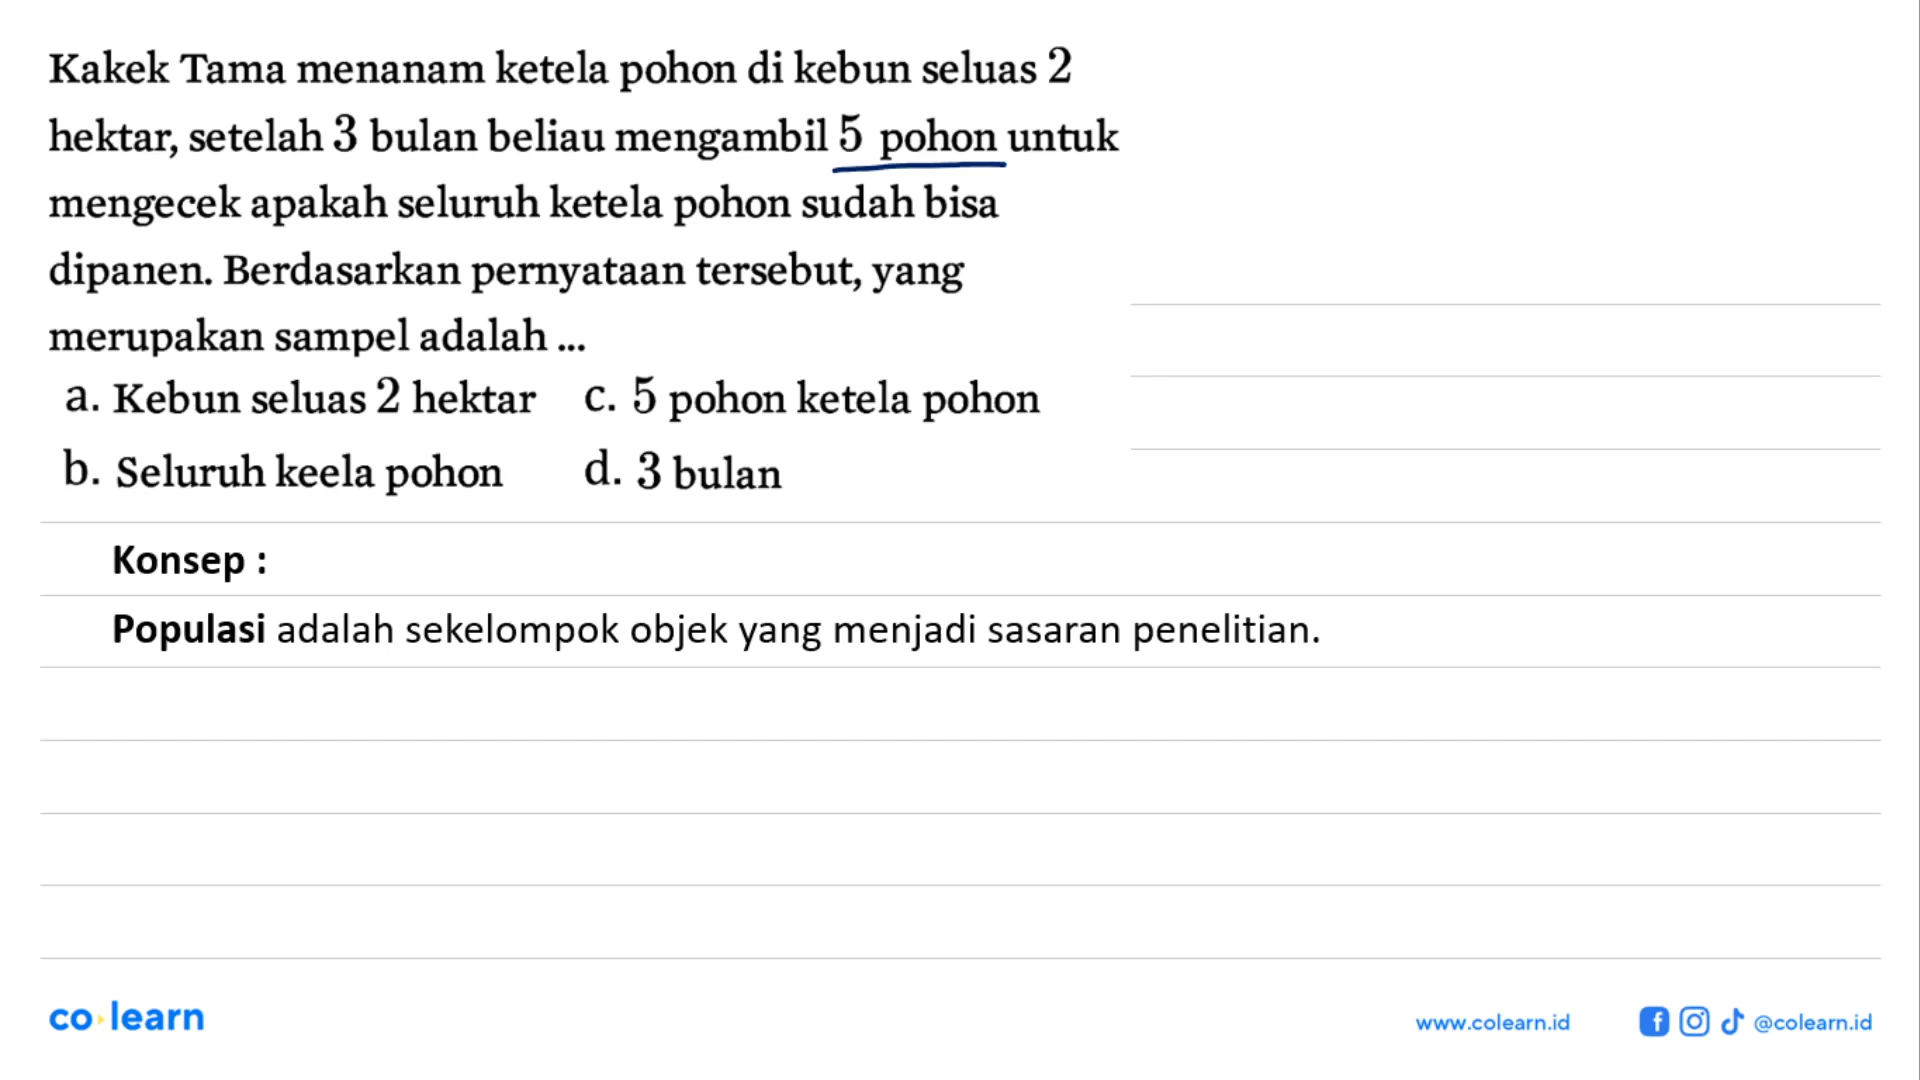 Kakek Tama menanam ketela pohon di kebun seluas 2
hektar, setelah 3 bulan beliau mengambil 5 pohon untuk
mengecek apakah seluruh ketela pohon sudah bisa
dipanen. Berdasarkan pernyataan tersebut, yang
merupakan sampel adalah ...
a. Kebun seluas 2 hektar c. 5 pohon ketela pohon
b. Seluruh keela pohon d. 3 bulan
Konsep :
Populasi adalah sekelompok objek yang menjadi sasaran penelitian.
co learn
www.colearn.id @colearn.id